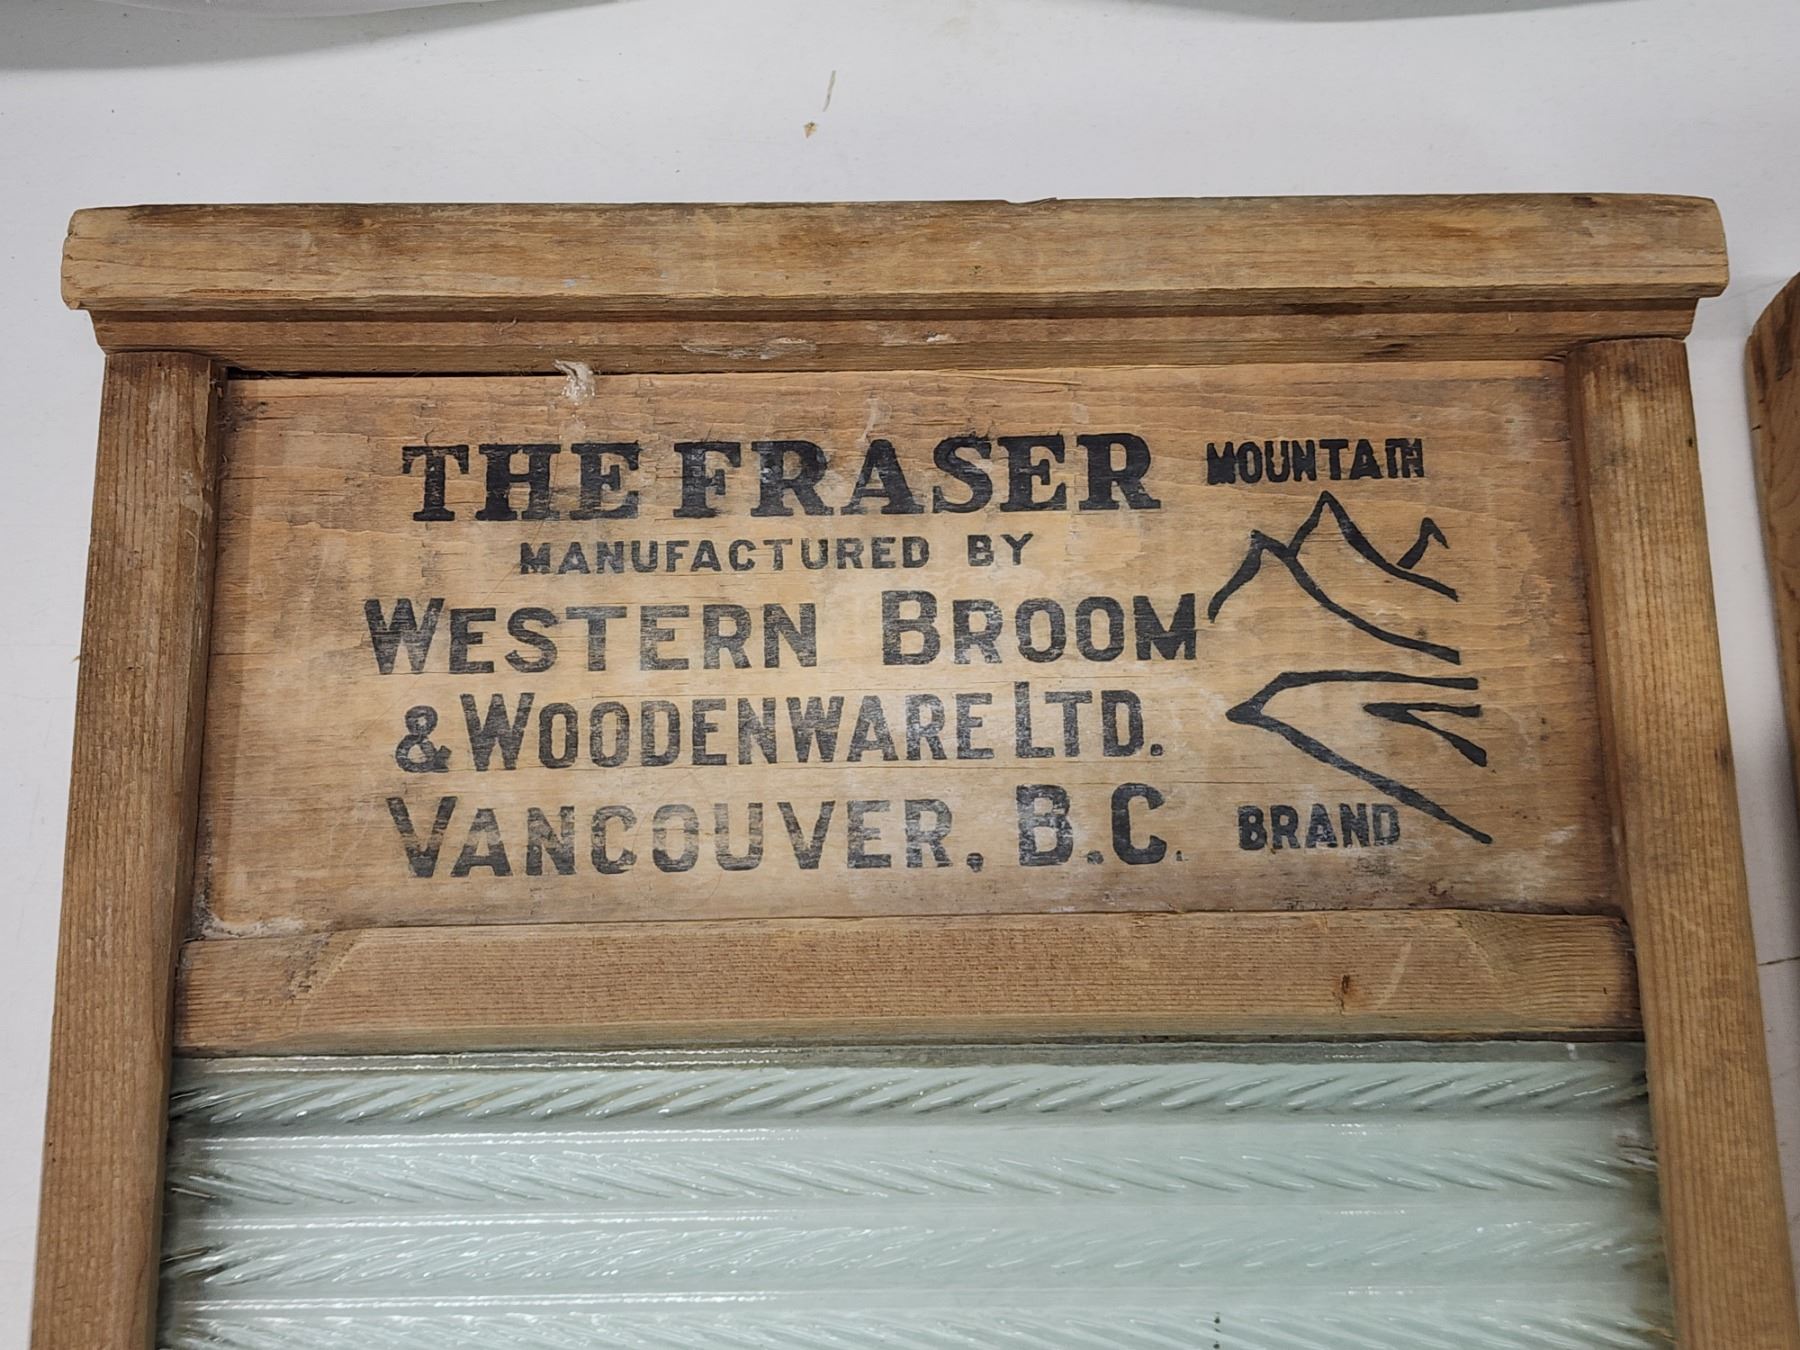 THE FRASER
MANUFACTURED BY
WESTERN BROOM
& WOODENWARE LTD.
VANCOUVER, B.C.
MOUNTAIN
BRAND